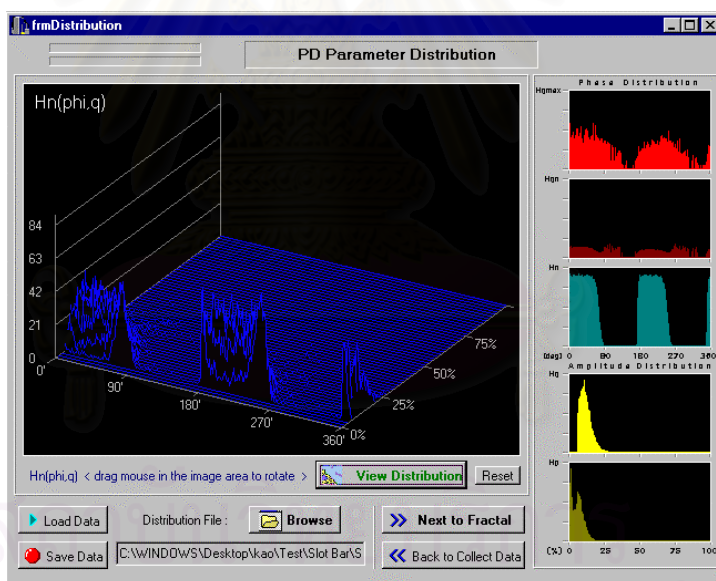 frmDistribution
PD Parameter Distribution
Hn(phi,q)
84
63
42
21
0
0'
90'
180'
270'
360'
0%
25%
50%
75%
Phase Distribution
Hqmax
Hqn
Hn
(deg) 0 90 180 270 360
Amplitude Distribution
Hq
Hp
(%) 0 25 50 75 100
Hn(phi,q) < drag mouse in the image area to rotate >
View Distribution
Reset
Load Data
Distribution File :
Browse
Next to Fractal
Save Data
C:\WINDOWS\Desktop\kao\Test\Slot Bar\S
Back to Collect Data